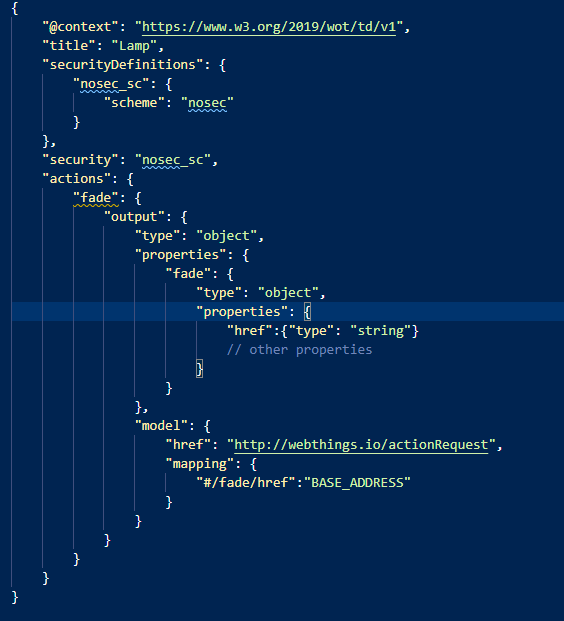 {
"@context": "https://www.w3.org/2019/wot/td/v1",
"title": "Lamp",
"securityDefinitions": {
"nosec_sc": {
"scheme": "nosec"
}
},
"security": "nosec_sc",
"actions": {
"fade": {
"output": {
"type": "object",
"properties": {
"fade": {
"type": "object",
"properties": {
"href":{"type": "string"}
// other properties
}
}
},
"model": {
"href": "http://webthings.io/actionRequest",
"mapping": {
"#/fade/href":"BASE_ADDRESS"
}
}
}
}
}
}